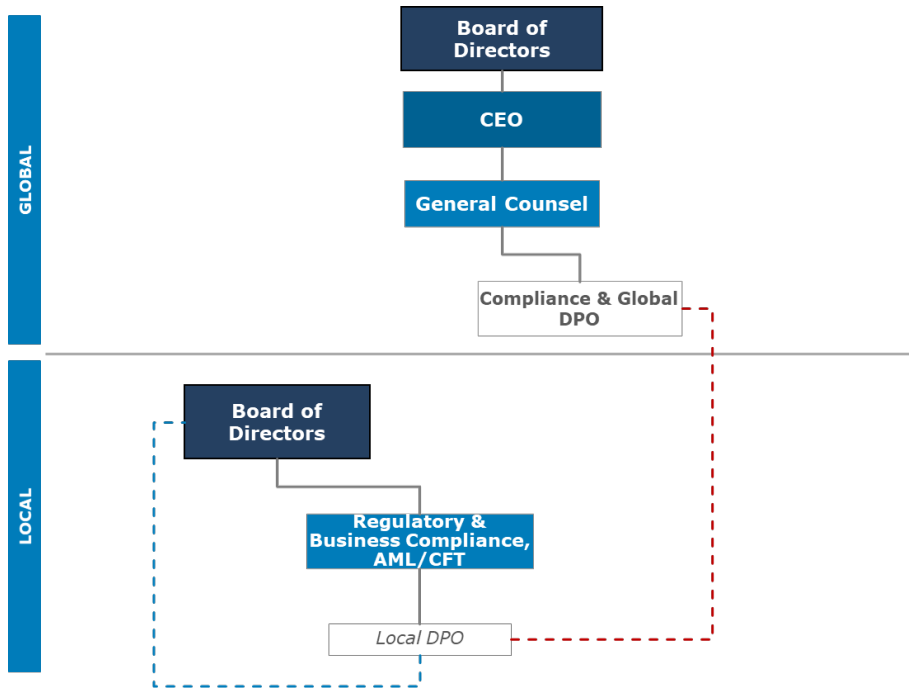 GLOBAL
Board of
Directors
CEO
General Counsel
Compliance & Global
DPO
LOCAL
Board of
Directors
Regulatory &
Business Compliance,
AML/CFT
Local DPO